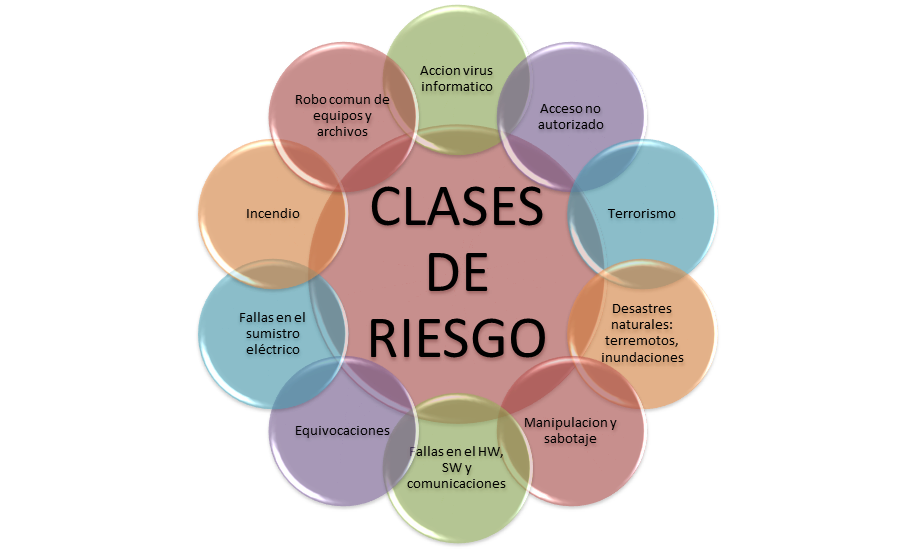 Accion virus
informatico
Acceso no
autorizado
Terrorismo
Desastres
naturales:
terremotos,
inundaciones
Manipulacion y
sabotaje
Fallas en el HW,
SW y
comunicaciones
Equivocaciones
Fallas en el
sumistro
eléctrico
Incendio
Robo comun de
equipos y
archivos
CLASES
DE
RIESGO